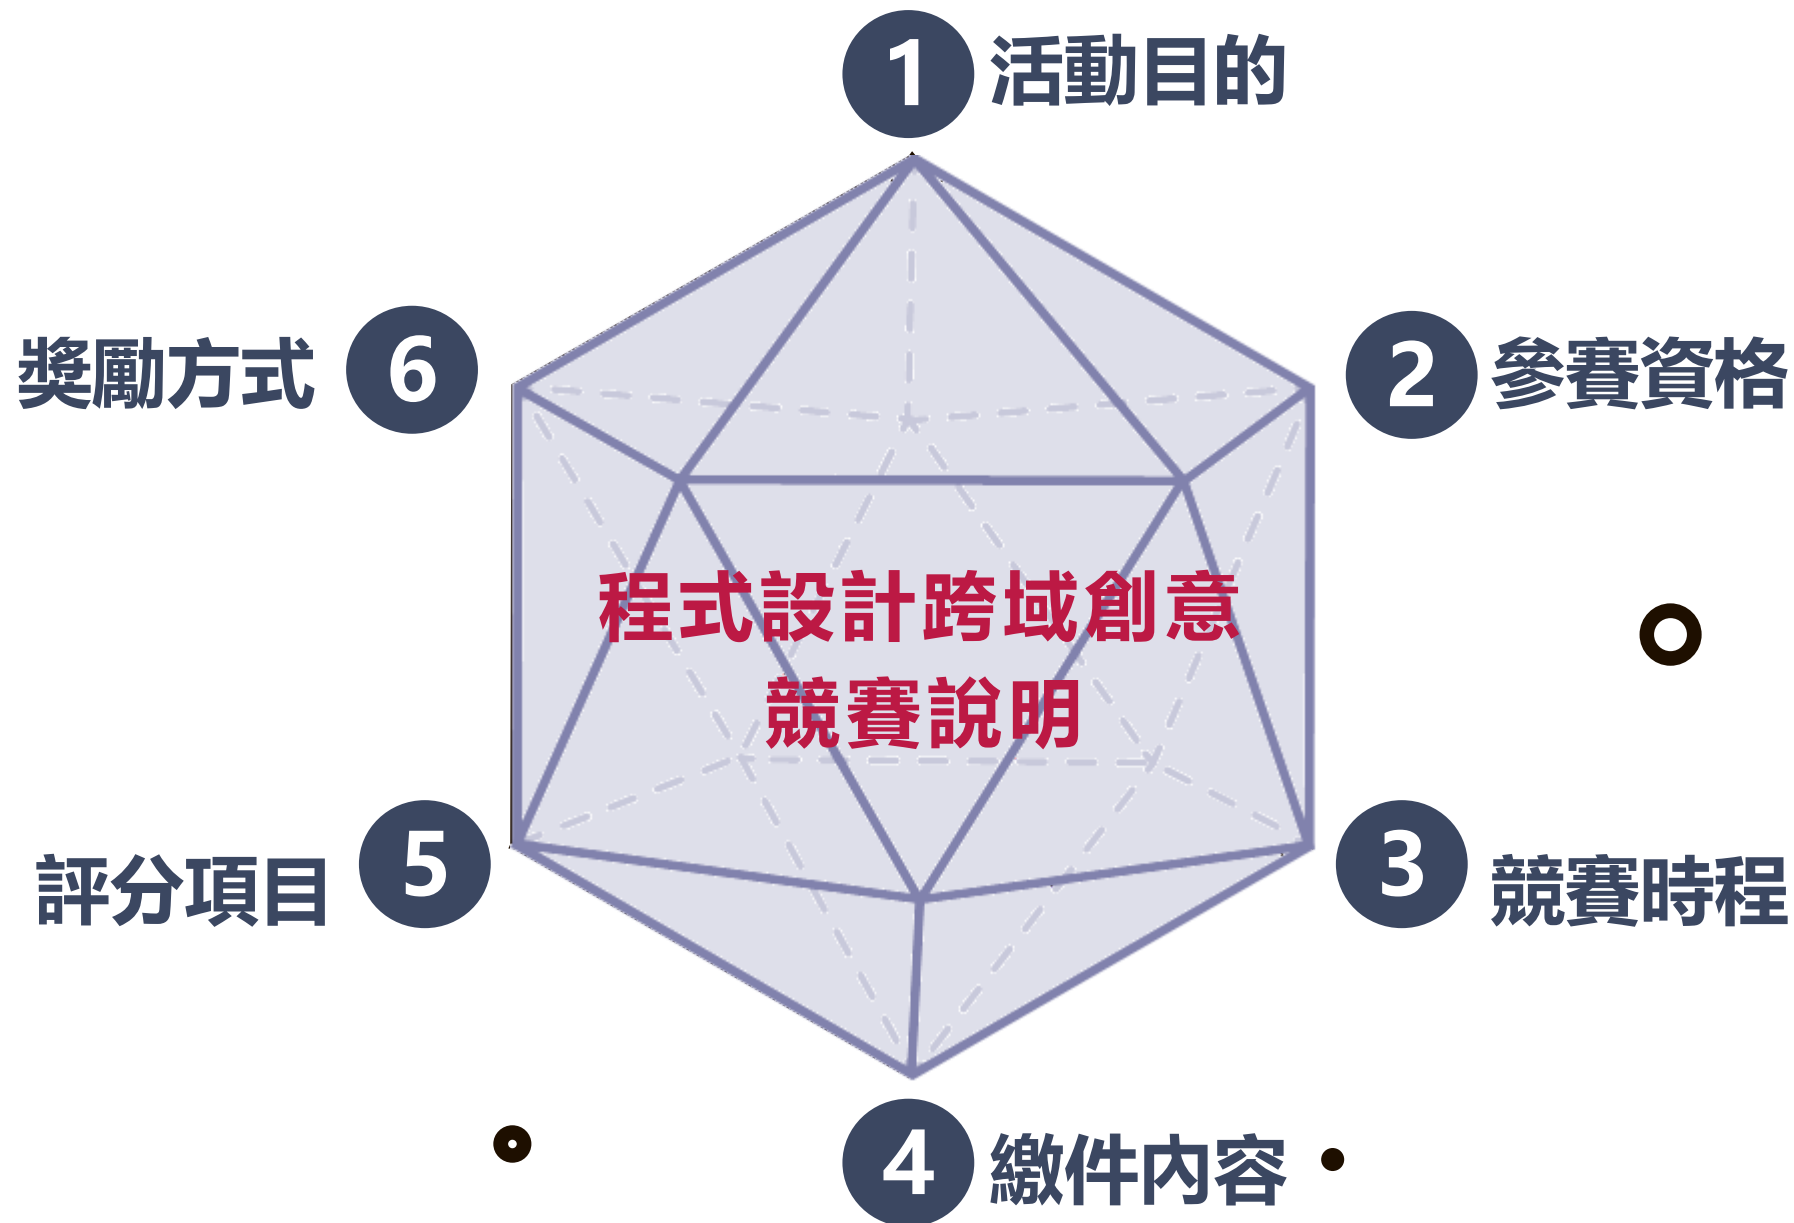 1 活動目的
2 參賽資格
3 競賽時程
4 繳件內容
5 評分項目
6 獎勵方式
程式設計跨域創意
競賽說明